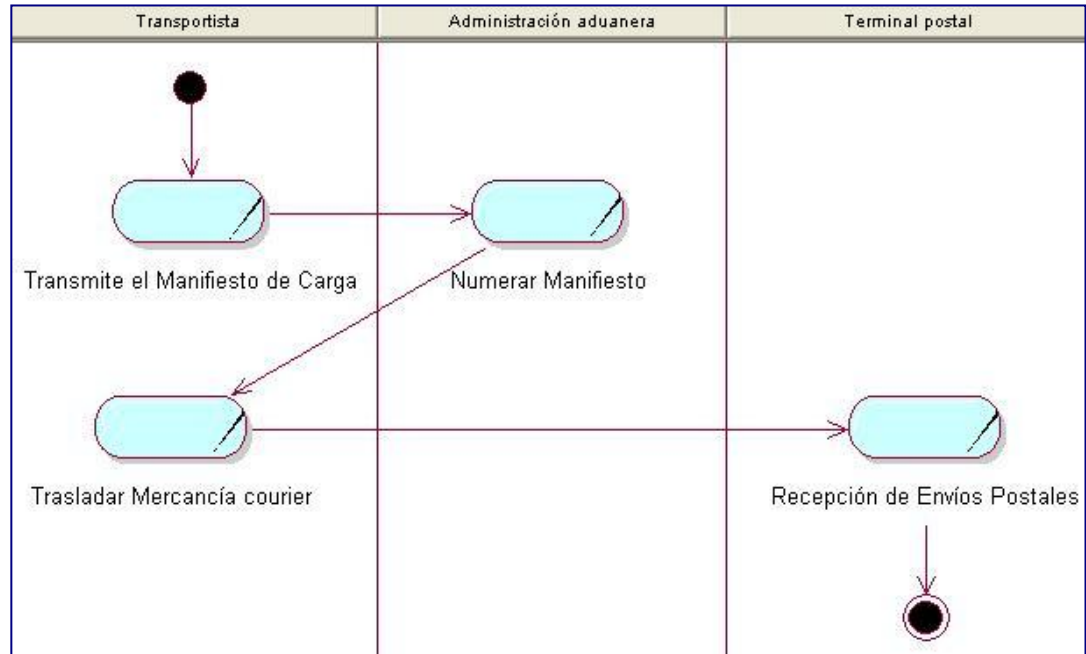 Transportista
Administración aduanera
Terminal postal
Transmite el Manifiesto de Carga
Numerar Manifiesto
Trasladar Mercancía courier
Recepción de Envíos Postales